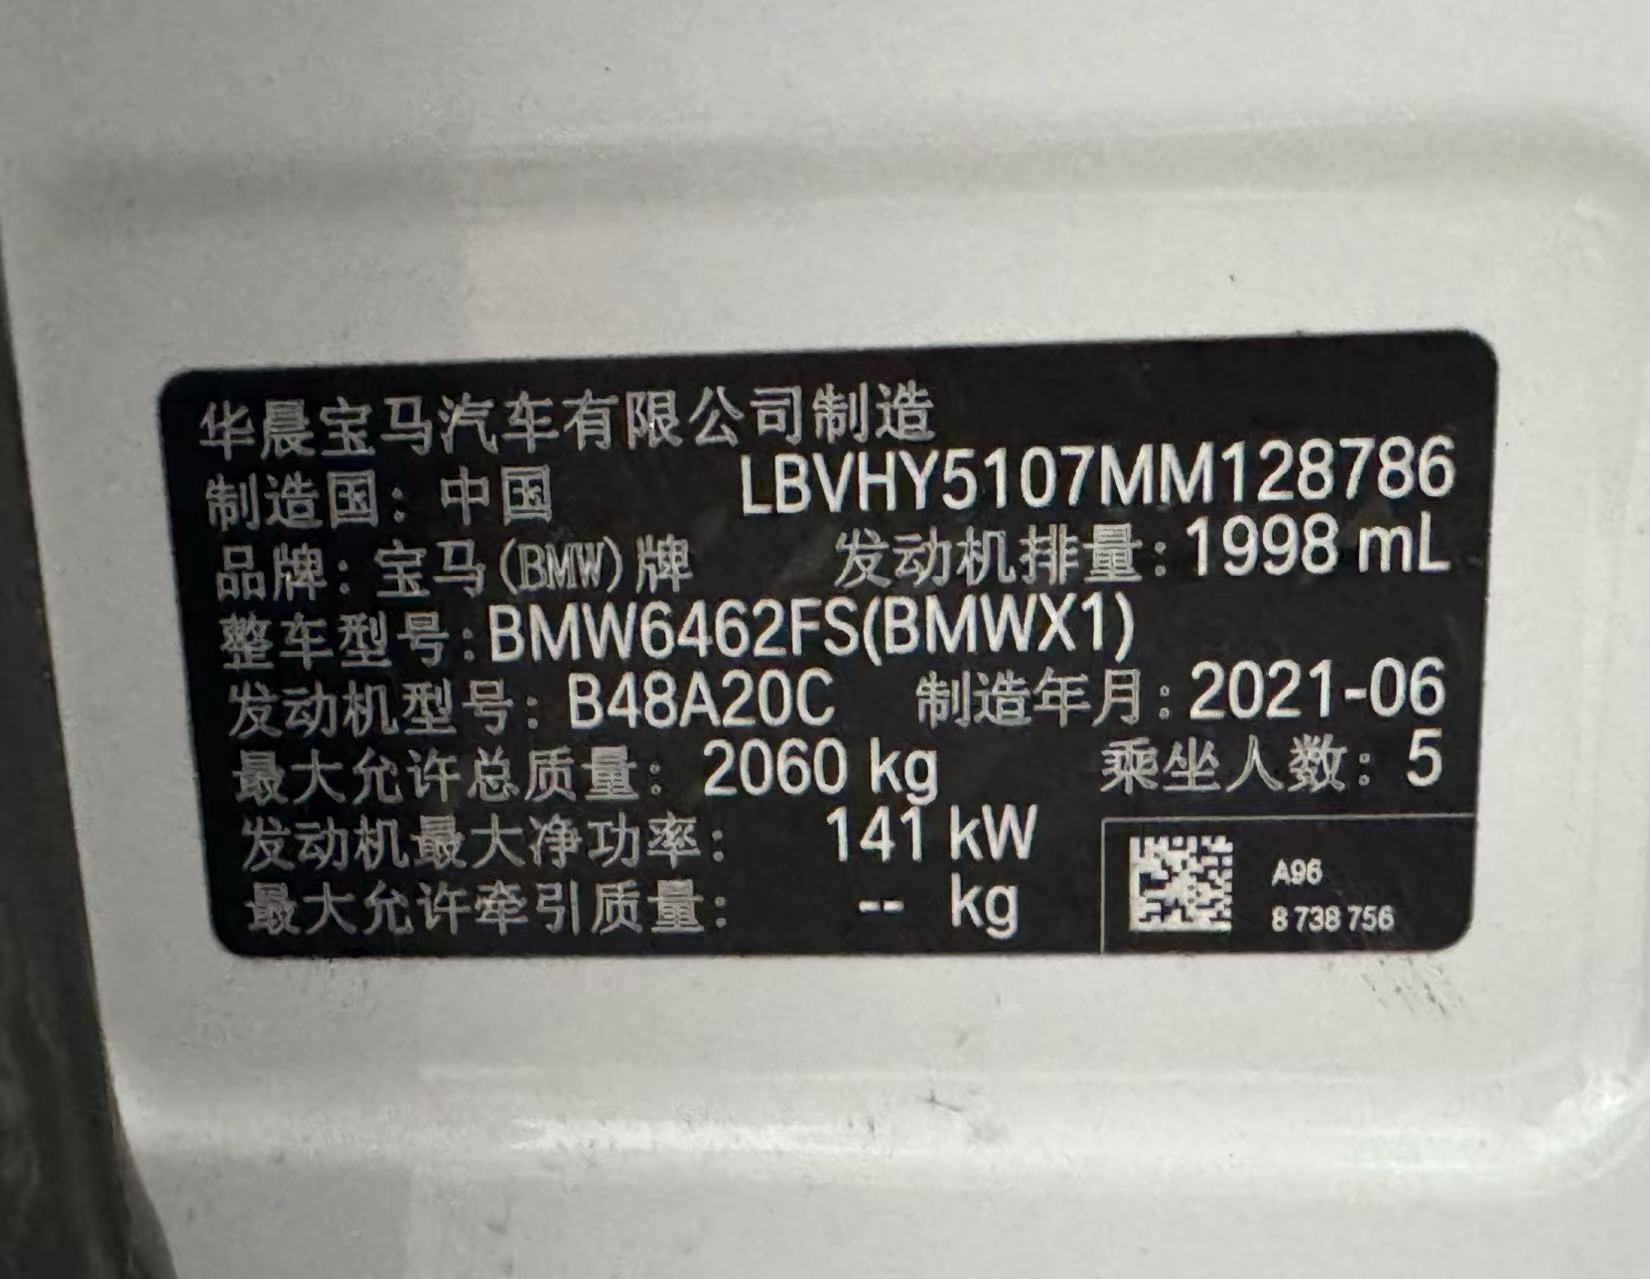 华晨宝马汽车有限公司制造
制造国：中国 LBVHY5107MM128786
品牌：宝马(BMW)牌 发动机排量：1998 mL
整车型号：BMW6462FS(BMWX1)
发动机型号：B48A20C 制造年月：2021-06
最大允许总质量：2060 kg 乘坐人数：5
发动机最大净功率：141 kW
最大允许牵引质量：-- kg
A96
8 738 756